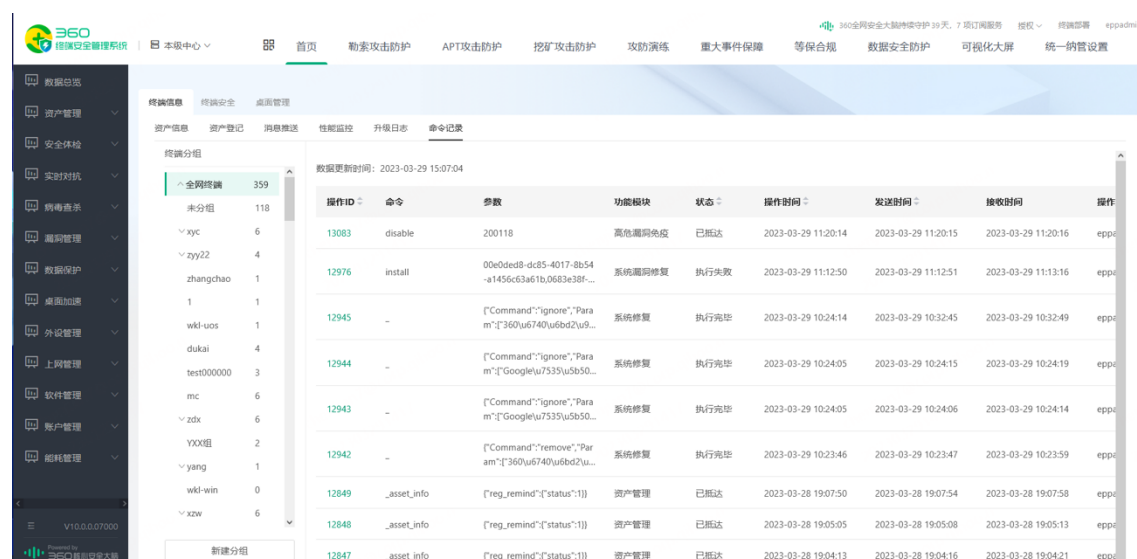 360全网安全大脑持续守护 39 天，7 项订阅服务 授权 终端部署 eppadmi
360
终端安全管理系统
本级中心 首页 勒索攻击防护 APT攻击防护 挖矿攻击防护 攻防演练 重大事件保障 等保合规 数据安全防护 可视化大屏 统一纳管设置
数据总览
资产管理
安全体检
实时对抗
病毒查杀
漏洞管理
数据保护
桌面加速
外设管理
上网管理
软件管理
账户管理
能耗管理
V10.0.0.07000
Powered by
360核心安全大脑
终端信息 终端安全 桌面管理
资产信息 资产登记 消息推送 性能监控 升级日志 命令记录
终端分组
全网终端 359
未分组 118
xyc 6
zyy22 4
zhangchao 1
1 1
wkl-uos 1
dukai 4
test000000 3
mc 6
zdx 6
YXX组 2
yang 1
wkl-win 0
xzw 6
新建分组
数据更新时间：2023-03-29 15:07:04
操作ID 命令 参数 功能模块 状态 操作时间 发送时间 接收时间 操作
13083 disable 200118 高危漏洞免疫 已抵达 2023-03-29 11:20:14 2023-03-29 11:20:15 2023-03-29 11:20:16 eppa
12976 install 00e0ded8-dc85-4017-8b54
-a1456c63a61b,0683e38f-... 系统漏洞修复 执行失败 2023-03-29 11:12:50 2023-03-29 11:12:51 2023-03-29 11:13:16 eppa
12945 _ {"Command":"ignore","Para
m":["360\u6740\u6bd2\u9... 系统修复 执行完毕 2023-03-29 10:24:14 2023-03-29 10:32:45 2023-03-29 10:32:49 eppa
12944 _ {"Command":"ignore","Para
m":["Google\u7535\u5b50... 系统修复 执行完毕 2023-03-29 10:24:05 2023-03-29 10:24:15 2023-03-29 10:24:19 eppa
12943 _ {"Command":"ignore","Para
m":["Google\u7535\u5b50... 系统修复 执行完毕 2023-03-29 10:24:05 2023-03-29 10:24:06 2023-03-29 10:24:14 eppa
12942 _ {"Command":"remove","Par
am":["360\u6740\u6bd2\u... 系统修复 执行完毕 2023-03-29 10:23:46 2023-03-29 10:23:47 2023-03-29 10:23:59 eppa
12849 _asset_info {"reg_remind":{"status":1}} 资产管理 已抵达 2023-03-28 19:07:50 2023-03-28 19:07:54 2023-03-28 19:07:58 eppa
12848 _asset_info {"reg_remind":{"status":1}} 资产管理 已抵达 2023-03-28 19:05:05 2023-03-28 19:05:08 2023-03-28 19:05:13 eppa
12847 _asset_info {"reg_remind":{"status":1}} 资产管理 已抵达 2023-03-28 19:04:13 2023-03-28 19:04:16 2023-03-28 19:04:21 eppa